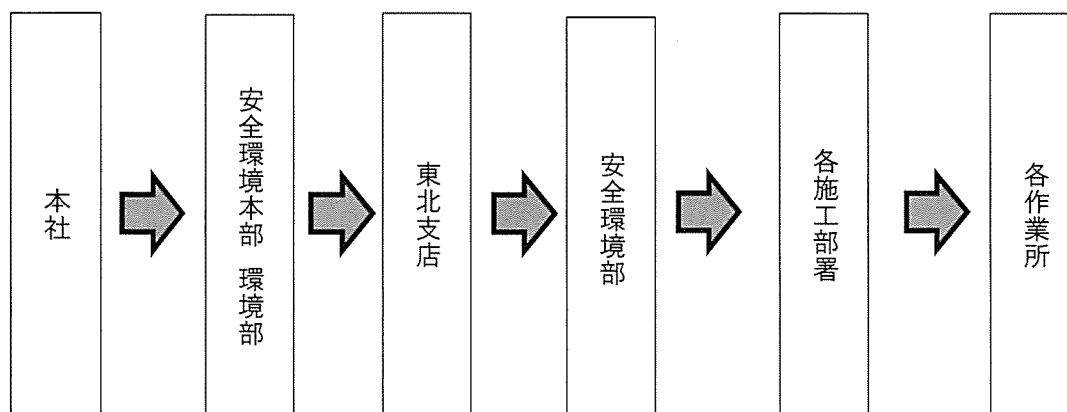 本社
安全環境本部 環境部
東北支店
安全環境部
各施工部署
各作業所